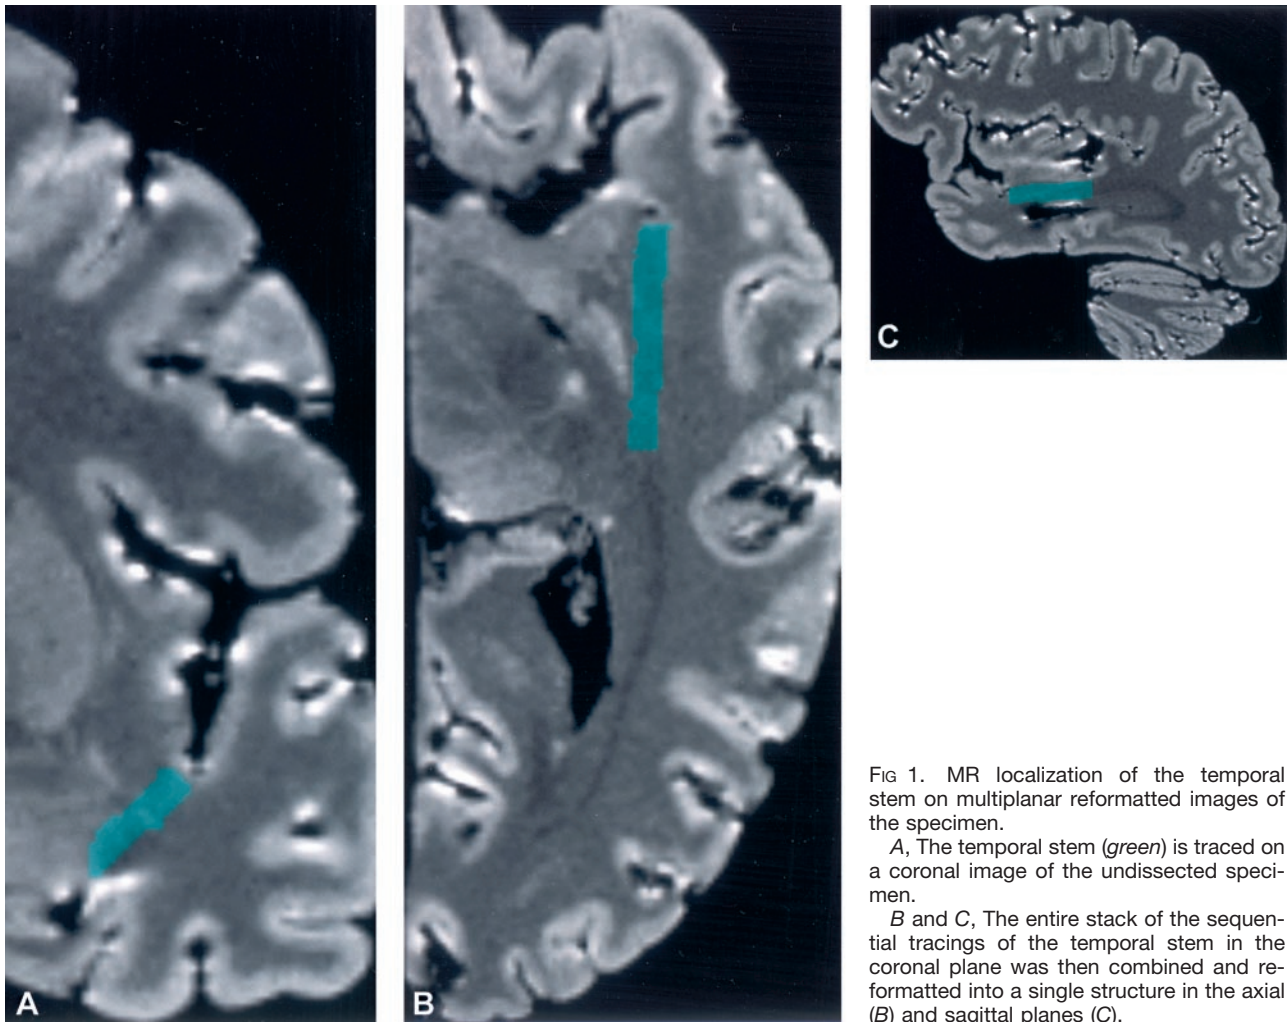 A
B
C
FIG 1. MR localization of the temporal
stem on multiplanar reformatted images of
the specimen.
A, The temporal stem (green) is traced on
a coronal image of the undissected speci-
men.
B and C, The entire stack of the sequen-
tial tracings of the temporal stem in the
coronal plane was then combined and re-
formatted into a single structure in the axial
(B) and sagittal planes (C).